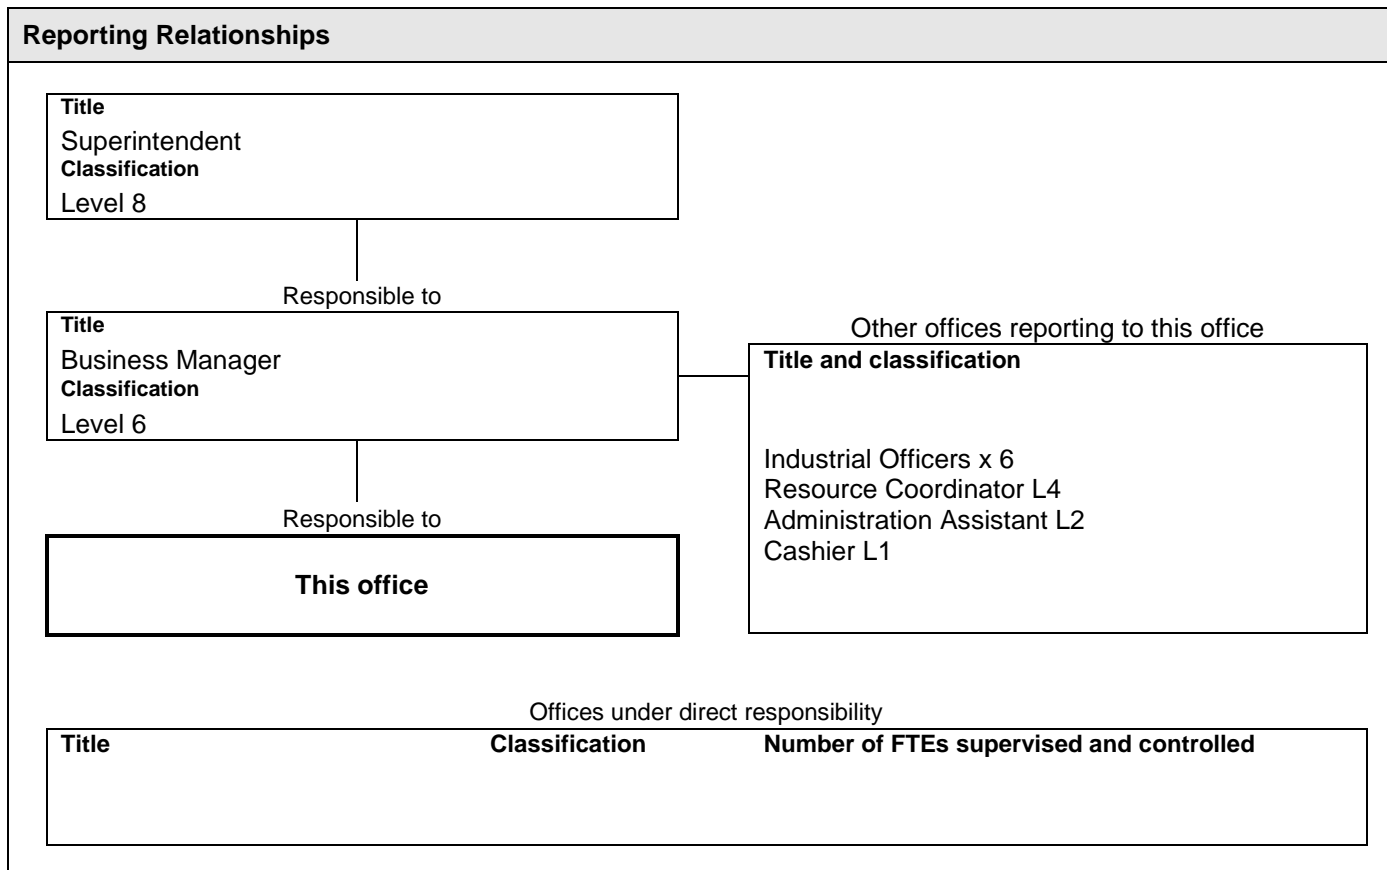 Reporting Relationships
Title
Superintendent
Classification
Level 8
Responsible to
Title
Business Manager
Classification
Level 6
Other offices reporting to this office
Title and classification
Industrial Officers x 6
Resource Coordinator L4
Administration Assistant L2
Cashier L1
Responsible to
This office
Offices under direct responsibility
Title Classification Number of FTEs supervised and controlled